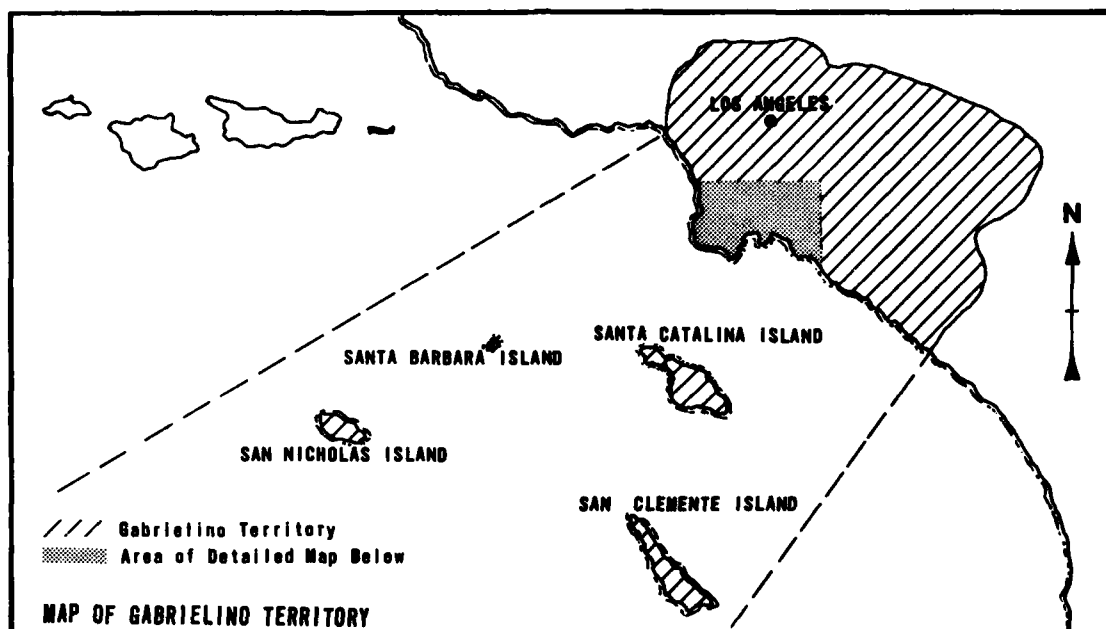 LOS ANGELES
N
SANTA BARBARA ISLAND
SANTA CATALINA ISLAND
SAN NICHOLAS ISLAND
SAN CLEMENTE ISLAND
Gabrielino Territory
Area of Detailed Map Below
MAP OF GABRIELINO TERRITORY